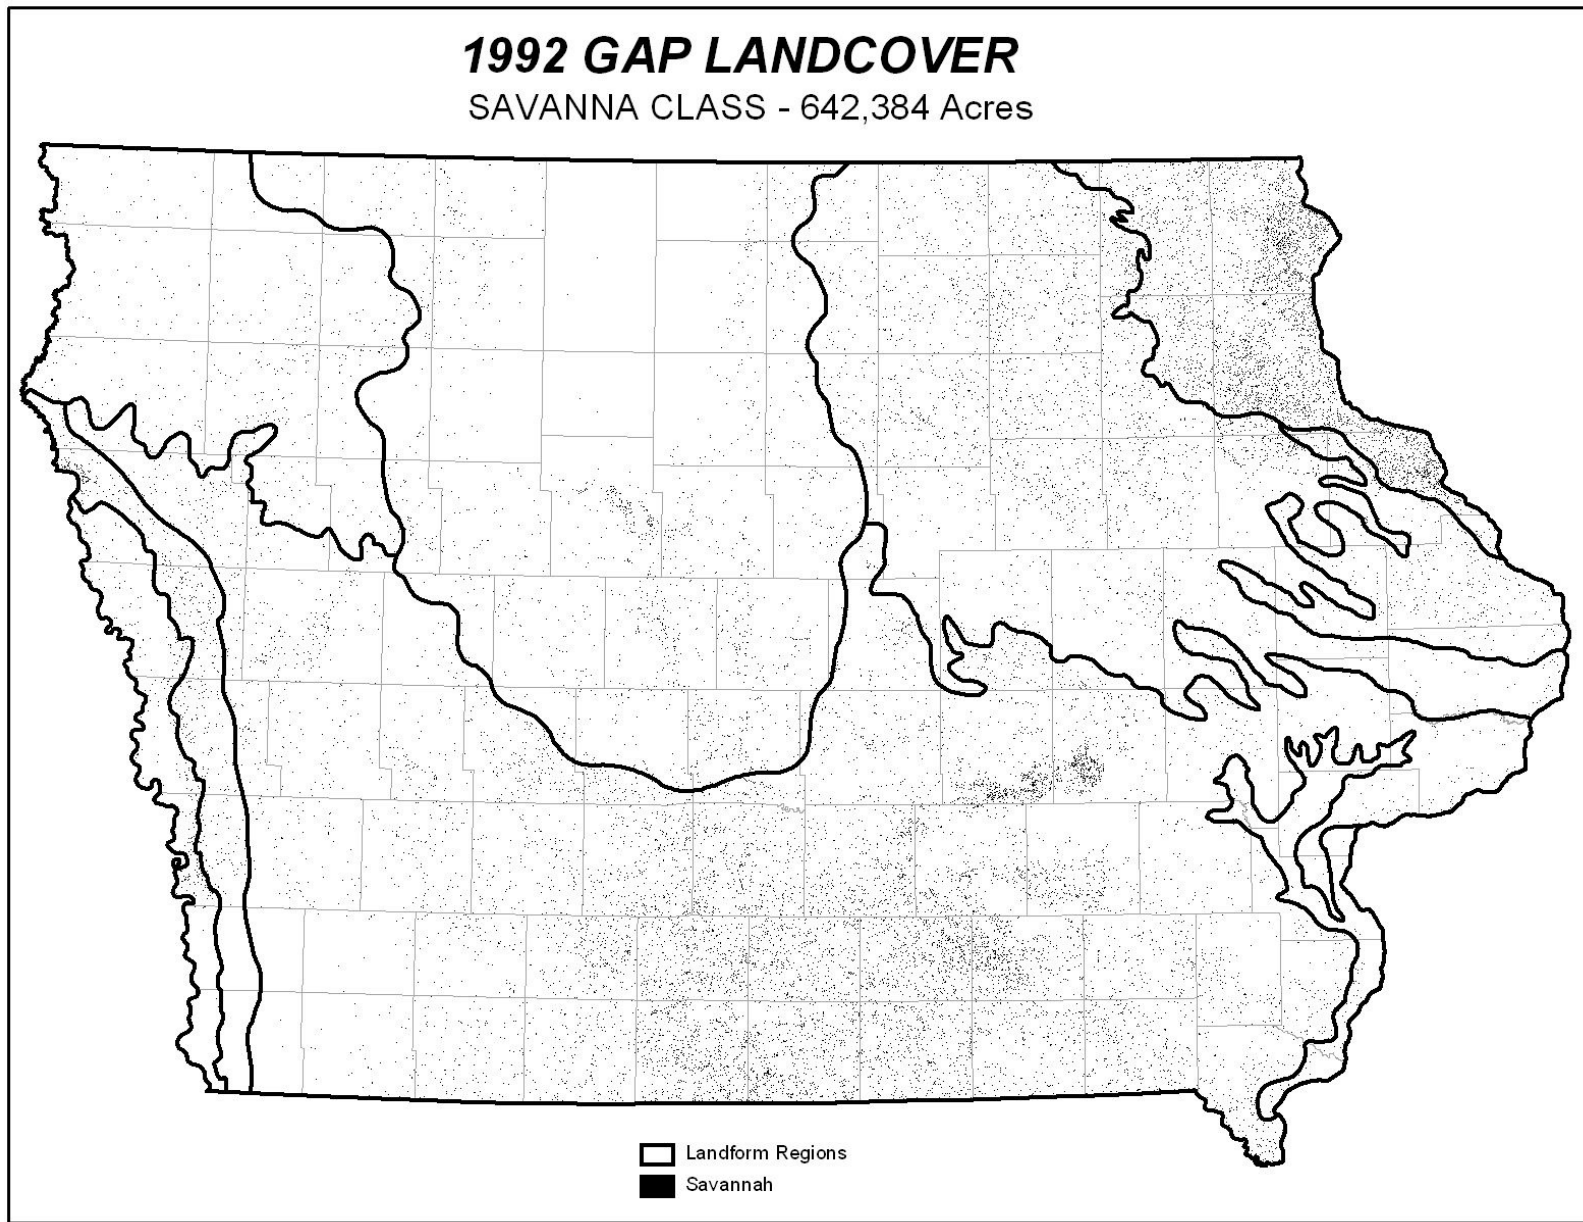 1992 GAP LANDCOVER
SAVANNA CLASS - 642,384 Acres
Landform Regions
Savannah